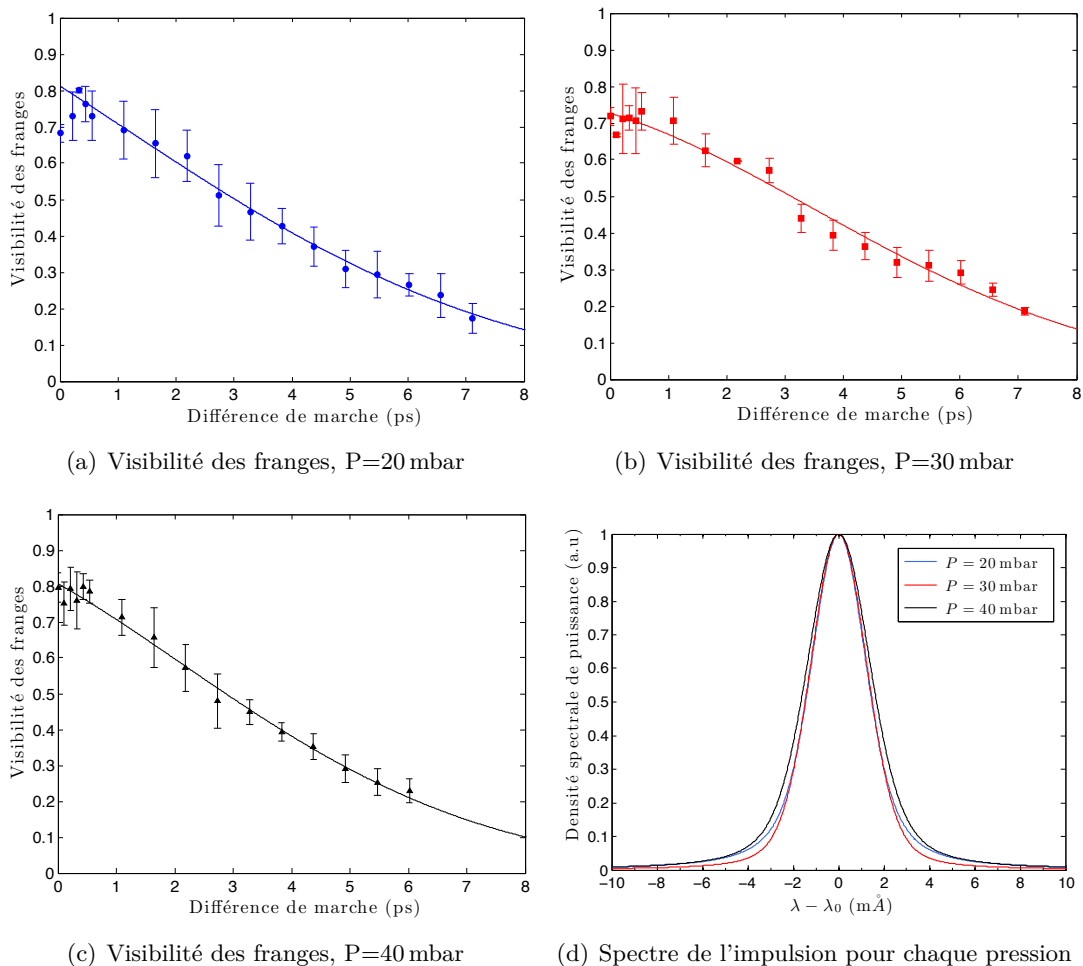 1
0.9
0.8
0.7
0.6
0.5
0.4
0.3
0.2
0.1
0
Visibilité des franges
0 1 2 3 4 5 6 7 8
Différence de marche (ps)
(a) Visibilité des franges, P=20 mbar
1
0.9
0.8
0.7
0.6
0.5
0.4
0.3
0.2
0.1
0
Visibilité des franges
0 1 2 3 4 5 6 7 8
Différence de marche (ps)
(b) Visibilité des franges, P=30 mbar
1
0.9
0.8
0.7
0.6
0.5
0.4
0.3
0.2
0.1
0
Visibilité des franges
0 1 2 3 4 5 6 7 8
Différence de marche (ps)
(c) Visibilité des franges, P=40 mbar
1
0.9
0.8
0.7
0.6
0.5
0.4
0.3
0.2
0.1
0
Densité spectrale de puissance (a.u)
P = 20 mbar
P = 30 mbar
P = 40 mbar
−10 −8 −6 −4 −2 0 2 4 6 8 10
λ − λ0 (mÅ)
(d) Spectre de l'impulsion pour chaque pression